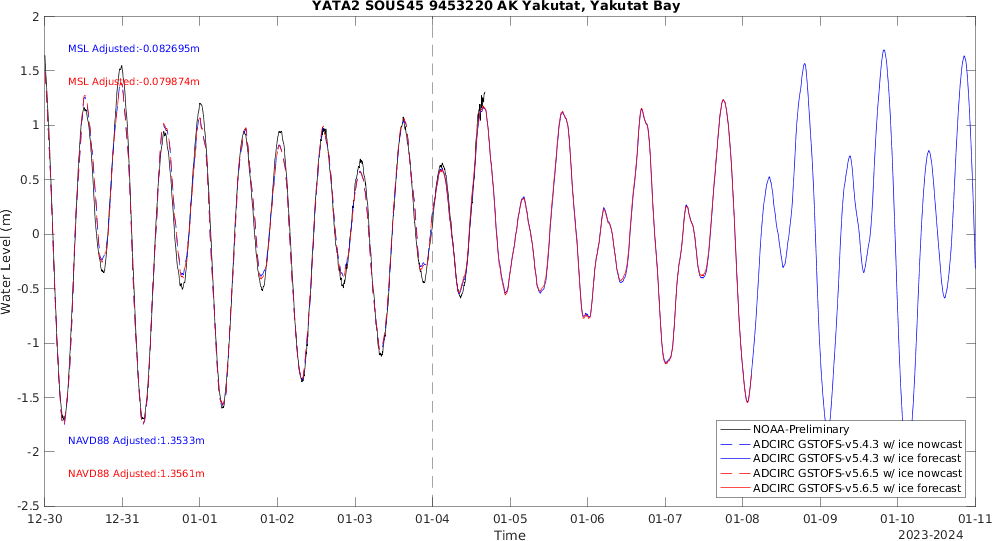 YATA2 SOUS45 9453220 AK Yakutat, Yakutat Bay
2
1.5
1
0.5
0
-0.5
-1
-1.5
-2
-2.5
Water Level (m)
MSL Adjusted:-0.082695m
MSL Adjusted:-0.079874m
NAVD88 Adjusted:1.3533m
NAVD88 Adjusted:1.3561m
NOAA-Preliminary
ADCIRC GSTOFS-v5.4.3 w/ ice nowcast
ADCIRC GSTOFS-v5.4.3 w/ ice forecast
ADCIRC GSTOFS-v5.6.5 w/ ice nowcast
ADCIRC GSTOFS-v5.6.5 w/ ice forecast
12-30 12-31 01-01 01-02 01-03 01-04 01-05 01-06 01-07 01-08 01-09 01-10 01-11
Time
2023-2024